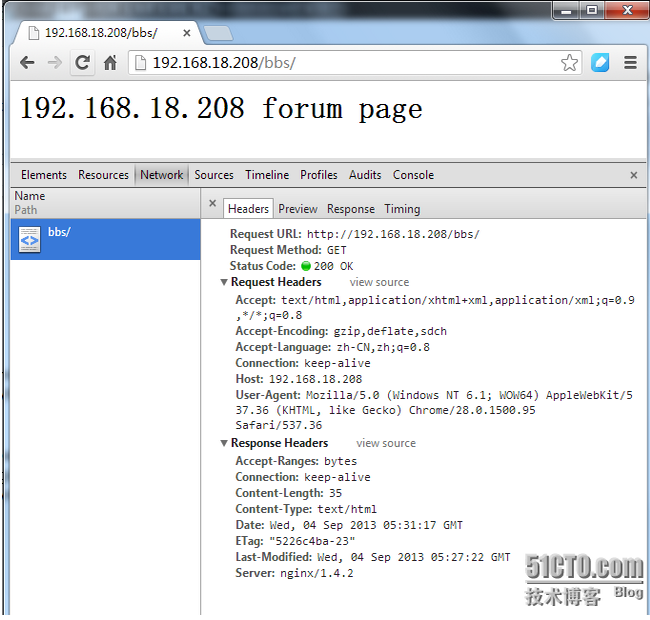 192.168.18.208/bbs/
192.168.18.208/bbs/
192.168.18.208 forum page
Elements Resources Network Sources Timeline Profiles Audits Console
Name
Path
bbs/
Headers Preview Response Timing
Request URL: http://192.168.18.208/bbs/
Request Method: GET
Status Code: 200 OK
Request Headers view source
Accept: text/html,application/xhtml+xml,application/xml;q=0.9
,*/*;q=0.8
Accept-Encoding: gzip,deflate,sdch
Accept-Language: zh-CN,zh;q=0.8
Connection: keep-alive
Host: 192.168.18.208
User-Agent: Mozilla/5.0 (Windows NT 6.1; WOW64) AppleWebKit/5
37.36 (KHTML, like Gecko) Chrome/28.0.1500.95
Safari/537.36
Response Headers view source
Accept-Ranges: bytes
Connection: keep-alive
Content-Length: 35
Content-Type: text/html
Date: Wed, 04 Sep 2013 05:31:17 GMT
ETag: "5226c4ba-23"
Last-Modified: Wed, 04 Sep 2013 05:27:22 GMT
Server: nginx/1.4.2
51CTO.com
技术博客 Blog